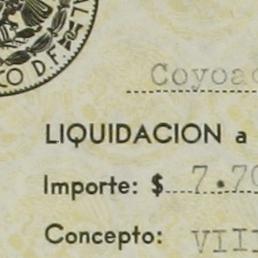 CO D.F.
Coyoac
LIQUIDACION a
Importe: $ 7.70
Concepto: VIII